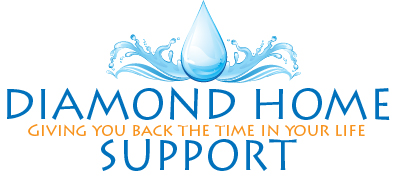 DIAMOND HOME
GIVING YOU BACK THE TIME IN YOUR LIFE
SUPPORT